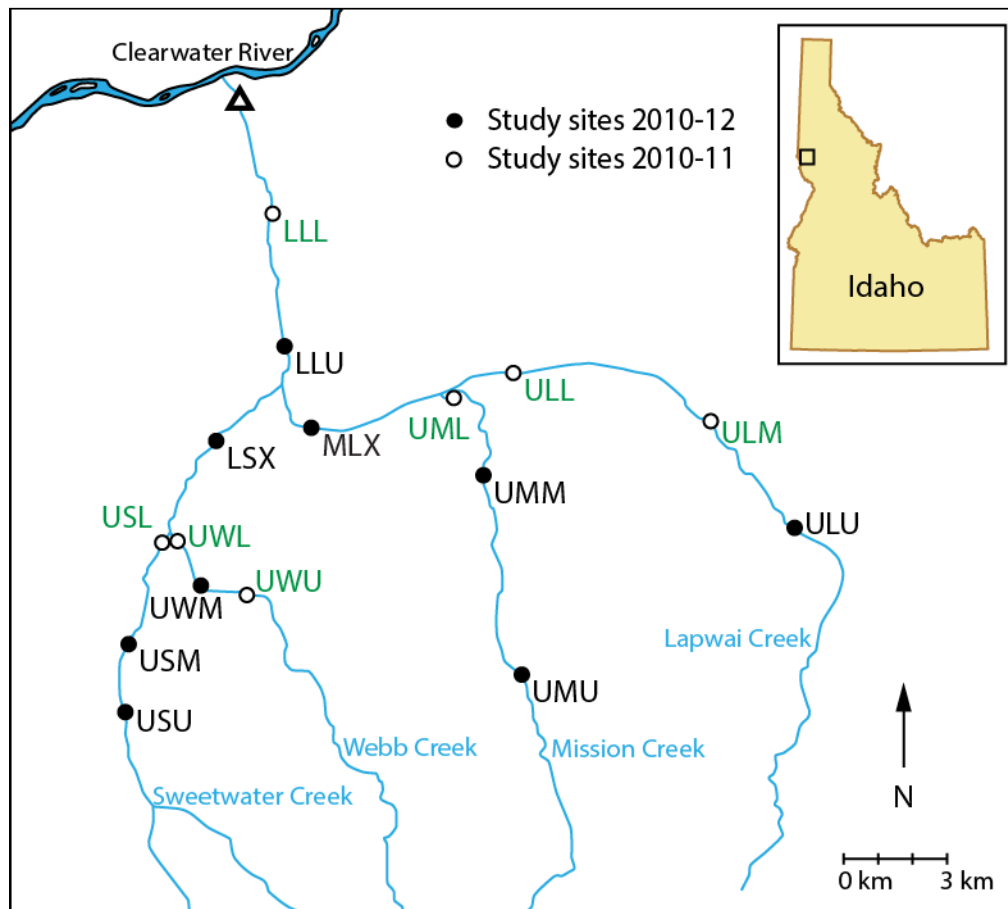 Clearwater River
Study sites 2010-12
Study sites 2010-11
Idaho
LLL
LLU
ULL
UML
MLX
ULM
LSX
UMM
USL
UWL
ULU
UWU
UWM
USM
Lapwai Creek
UMU
USU
Webb Creek
Mission Creek
Sweetwater Creek
N
0 km 3 km